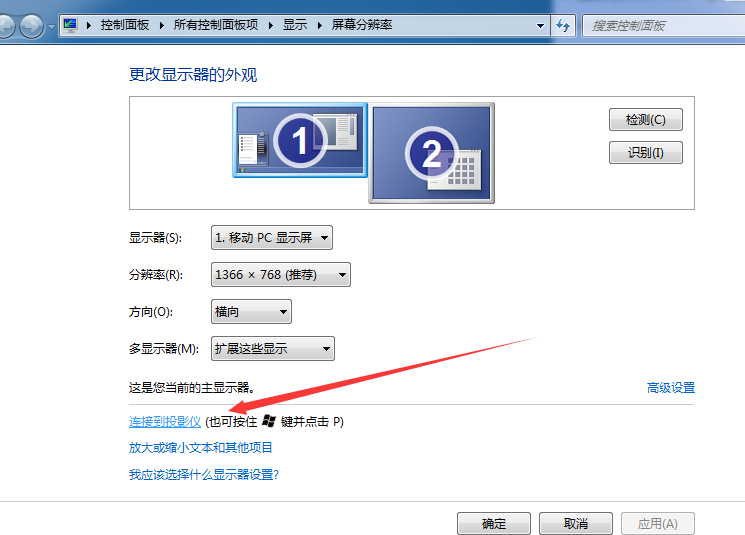 控制面板 所有控制面板项 显示 屏幕分辨率 搜索控制面板
更改显示器的外观
1 2
检测(C)
识别(I)
显示器(S): 1. 移动 PC 显示屏
分辨率(R): 1366 × 768 (推荐)
方向(O): 横向
多显示器(M): 扩展这些显示
这是您当前的主显示器。 高级设置
连接到投影仪 (也可按住 键并点击 P)
放大或缩小文本和其他项目
我应该选择什么显示器设置?
确定 取消 应用(A)